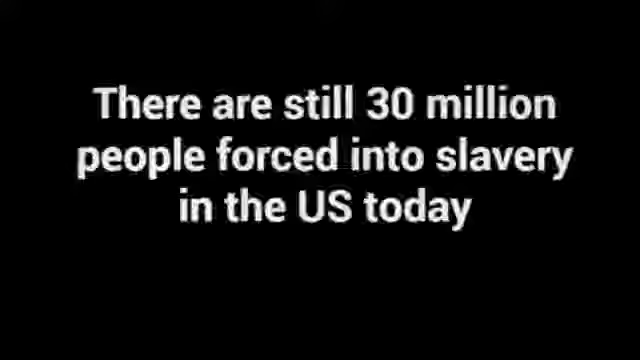 There are still 30 million
people forced into slavery
in the US today